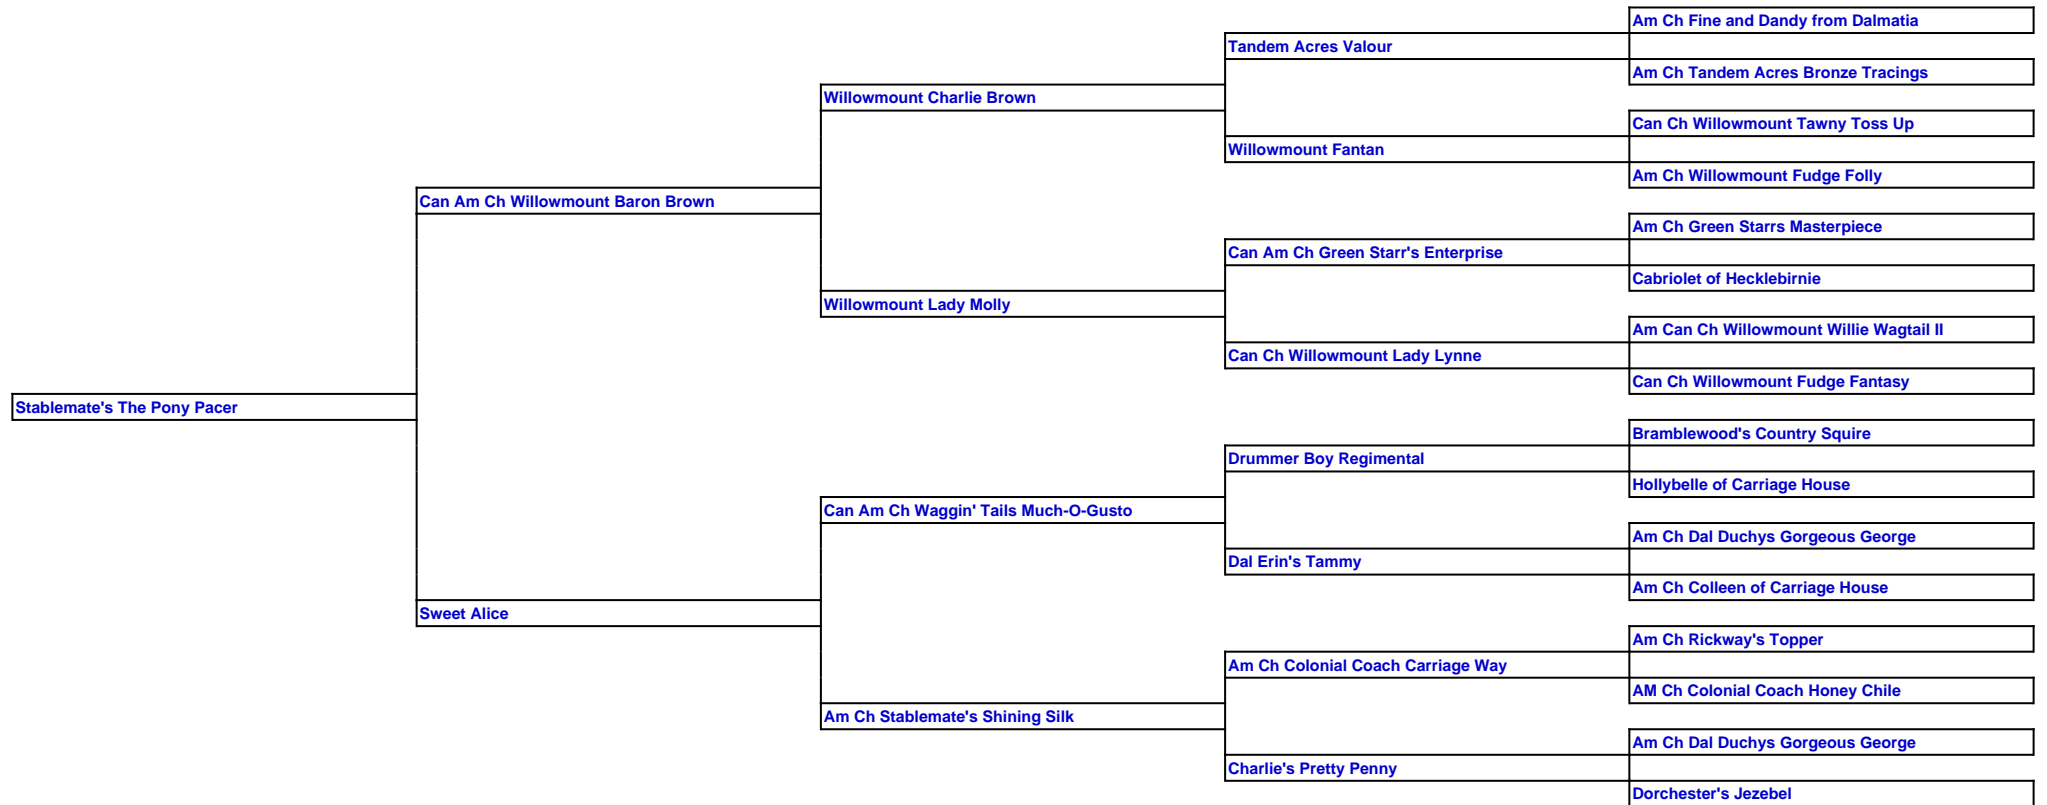 Am Ch Fine and Dandy from Dalmatia
Tandem Acres Valour
Am Ch Tandem Acres Bronze Tracings
Willowmount Charlie Brown
Can Ch Willowmount Tawny Toss Up
Willowmount Fantan
Am Ch Willowmount Fudge Folly
Can Am Ch Willowmount Baron Brown
Am Ch Green Starrs Masterpiece
Can Am Ch Green Starr's Enterprise
Cabriolet of Hecklebirnie
Willowmount Lady Molly
Am Can Ch Willowmount Willie Wagtail II
Can Ch Willowmount Lady Lynne
Can Ch Willowmount Fudge Fantasy
Stablemate's The Pony Pacer
Bramblewood's Country Squire
Drummer Boy Regimental
Hollybelle of Carriage House
Can Am Ch Waggin' Tails Much-O-Gusto
Am Ch Dal Duchys Gorgeous George
Dal Erin's Tammy
Am Ch Colleen of Carriage House
Sweet Alice
Am Ch Rickway's Topper
Am Ch Colonial Coach Carriage Way
AM Ch Colonial Coach Honey Chile
Am Ch Stablemate's Shining Silk
Am Ch Dal Duchys Gorgeous George
Charlie's Pretty Penny
Dorchester's Jezebel